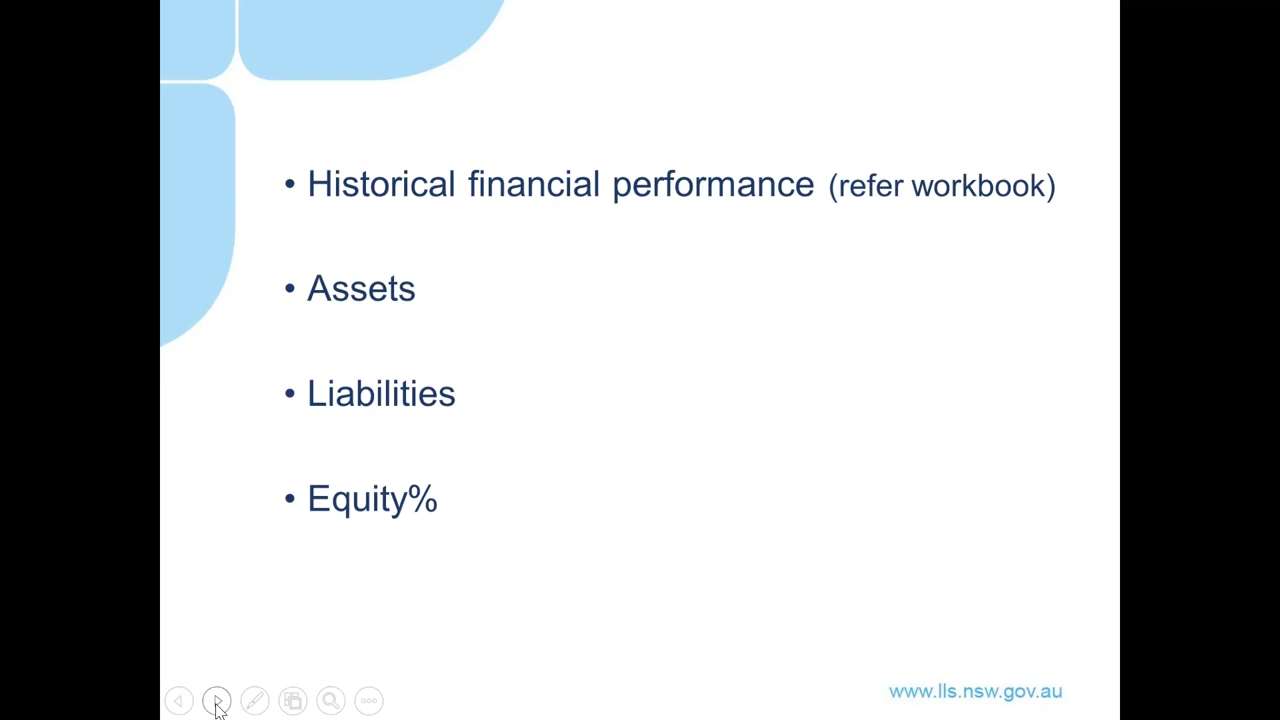 • Historical financial performance (refer workbook)
• Assets
• Liabilities
• Equity%
www.lls.nsw.gov.au